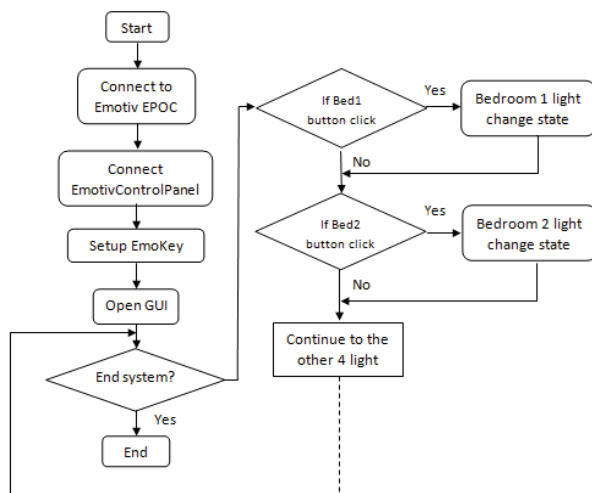 Start
Connect to
Emotiv EPOC
Connect
EmotivControlPanel
Setup EmoKey
Open GUI
End system?
Yes
End
If Bed1
button click
Yes
Bedroom 1 light
change state
No
If Bed2
button click
Yes
Bedroom 2 light
change state
No
Continue to the
other 4 light